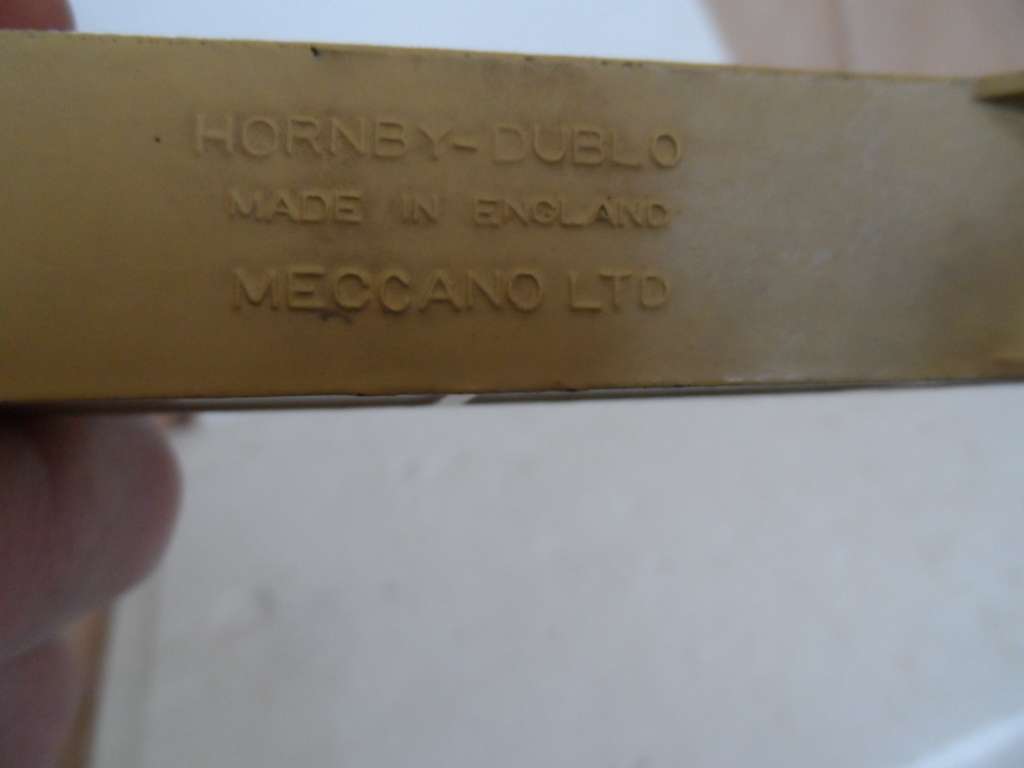 HORNBY-DUBLO
MADE IN ENGLAND
MECCANO LTD